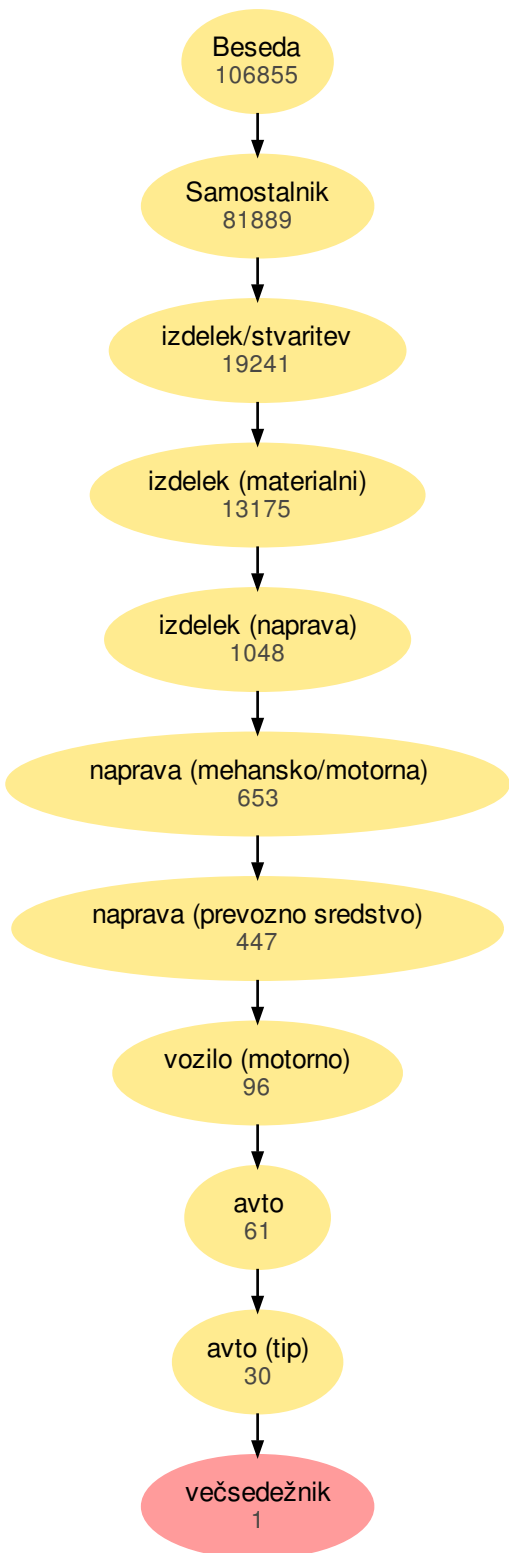 Beseda
106855
Samostalnik
81889
izdelek/stvaritev
19241
izdelek (materialni)
13175
izdelek (naprava)
1048
naprava (mehansko/motorna)
653
naprava (prevozno sredstvo)
447
vozilo (motorno)
96
avto
61
avto (tip)
30
večsedežnik
1